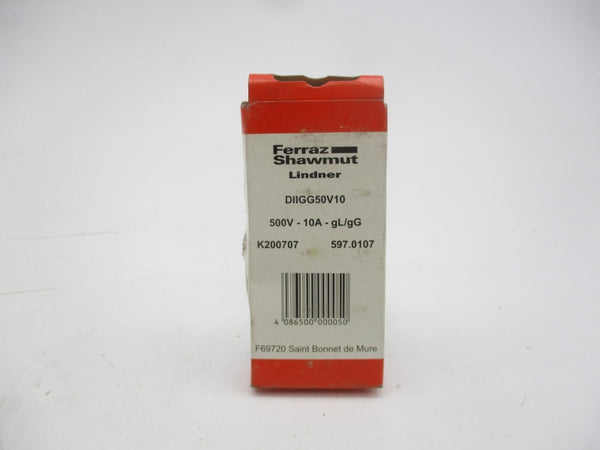 Ferraz
Shawmut
Lindner
DIIGG50V10
500V - 10A - gL/gG
K200707 597.0107
4 086500 000050
F69720 Saint Bonnet de Mure